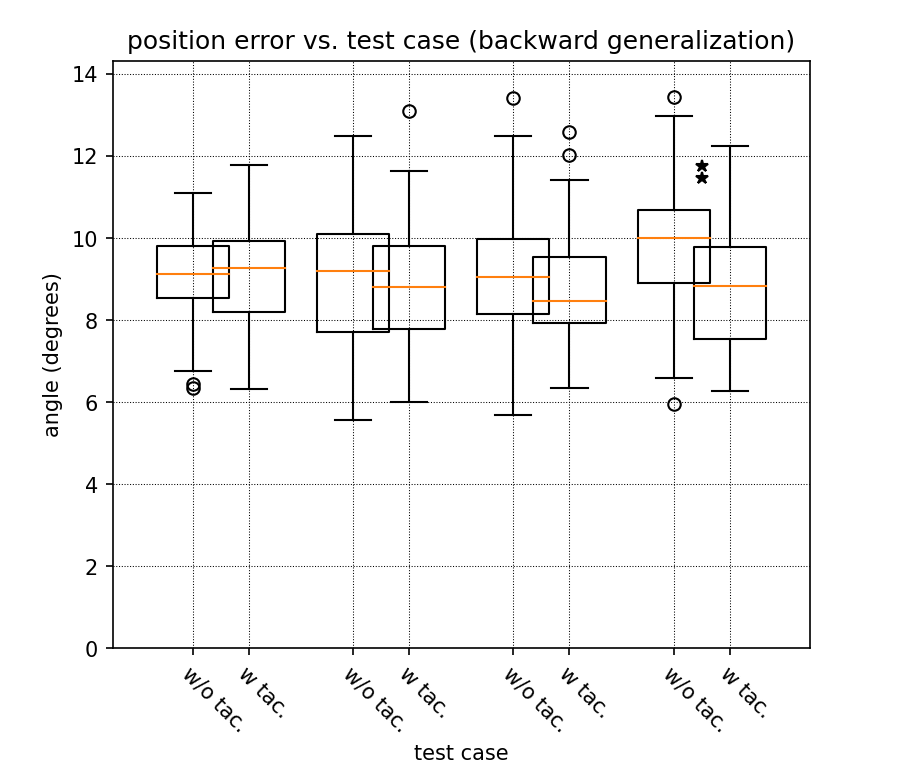 position error vs. test case (backward generalization)
angle (degrees)
14
12
10
8
6
4
2
0
w/o tac.
w tac.
w/o tac.
w tac.
w/o tac.
w tac.
w/o tac.
w tac.
test case